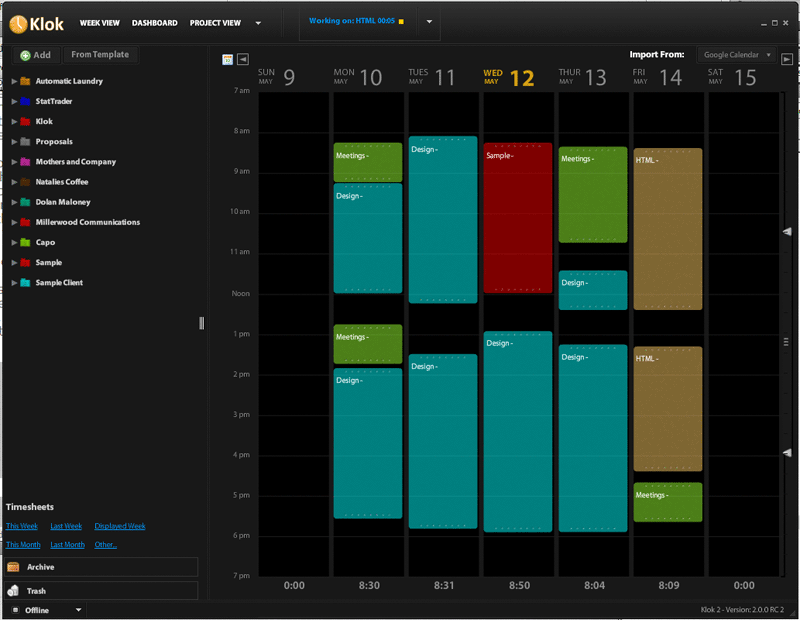 Klok WEEK VIEW DASHBOARD PROJECT VIEW Working on: HTML 00:05
Add From Template
Automatic Laundry
StatTrader
Klok
Proposals
Mothers and Company
Natalies Coffee
Dolan Maloney
Millerwood Communications
Capo
Sample
Sample Client
Timesheets
This Week Last Week Displayed Week
This Month Last Month Other...
Archive
Trash
Offline
Import From: Google Calendar
SUN MAY 9 MON MAY 10 TUES MAY 11 WED MAY 12 THUR MAY 13 FRI MAY 14 SAT MAY 15
7 am
8 am
9 am
10 am
11 am
Noon
1 pm
2 pm
3 pm
4 pm
5 pm
6 pm
7 pm
Meetings -
Design -
Meetings -
Design -
Design -
Design -
Sample -
Design -
Meetings -
Design -
Design -
HTML -
HTML -
Meetings -
0:00 8:30 8:31 8:50 8:04 8:09 0:00
Klok 2 - Version: 2.0.0 RC 2